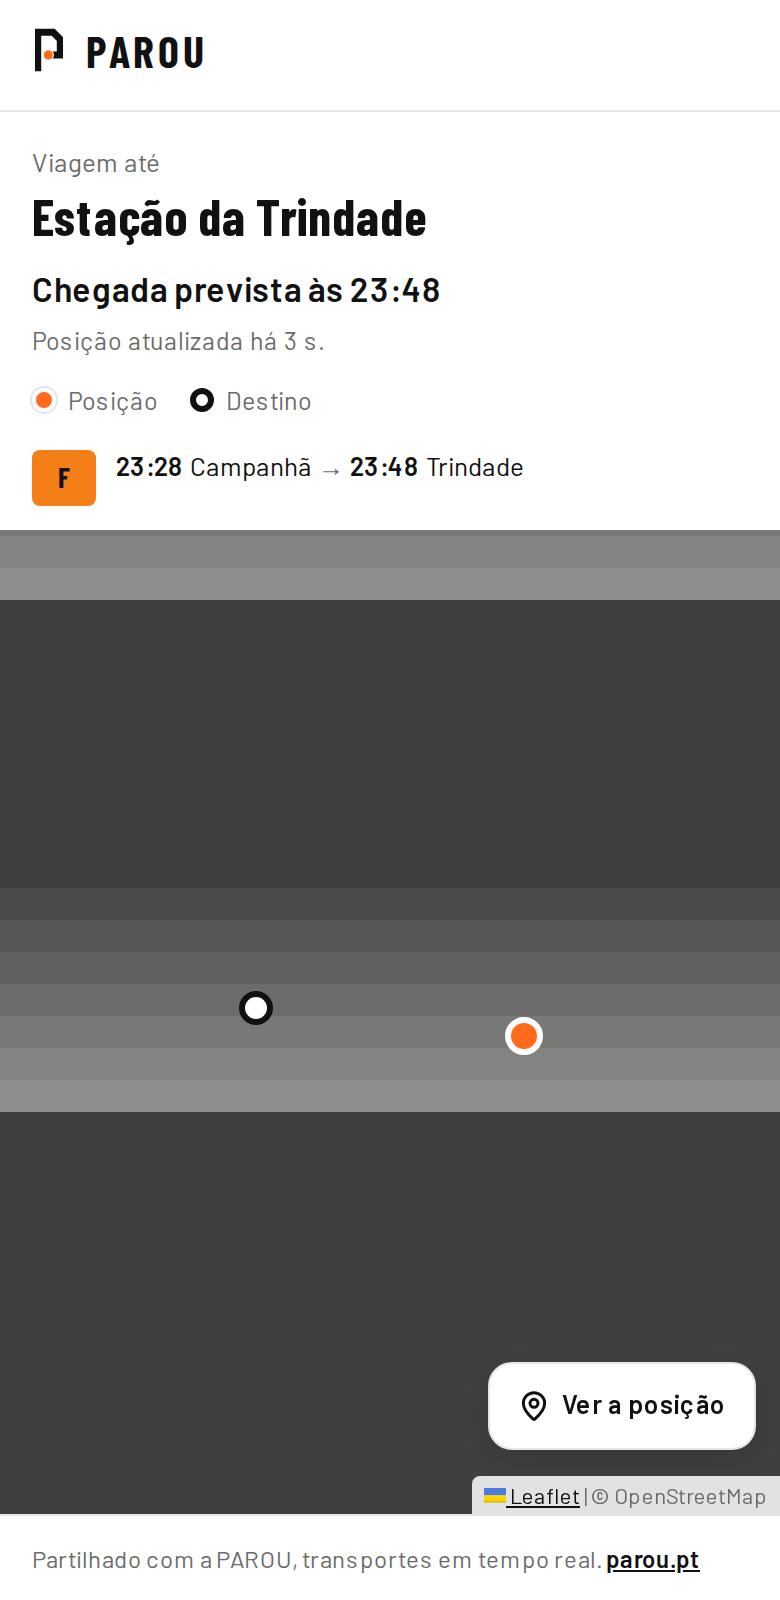 PAROU
Viagem até
Estação da Trindade
Chegada prevista às 23:48
Posição atualizada há 3 s.
Posição Destino
F 23:28 Campanhã → 23:48 Trindade
Ver a posição
Leaflet | © OpenStreetMap
Partilhado com a PAROU, transportes em tempo real. parou.pt